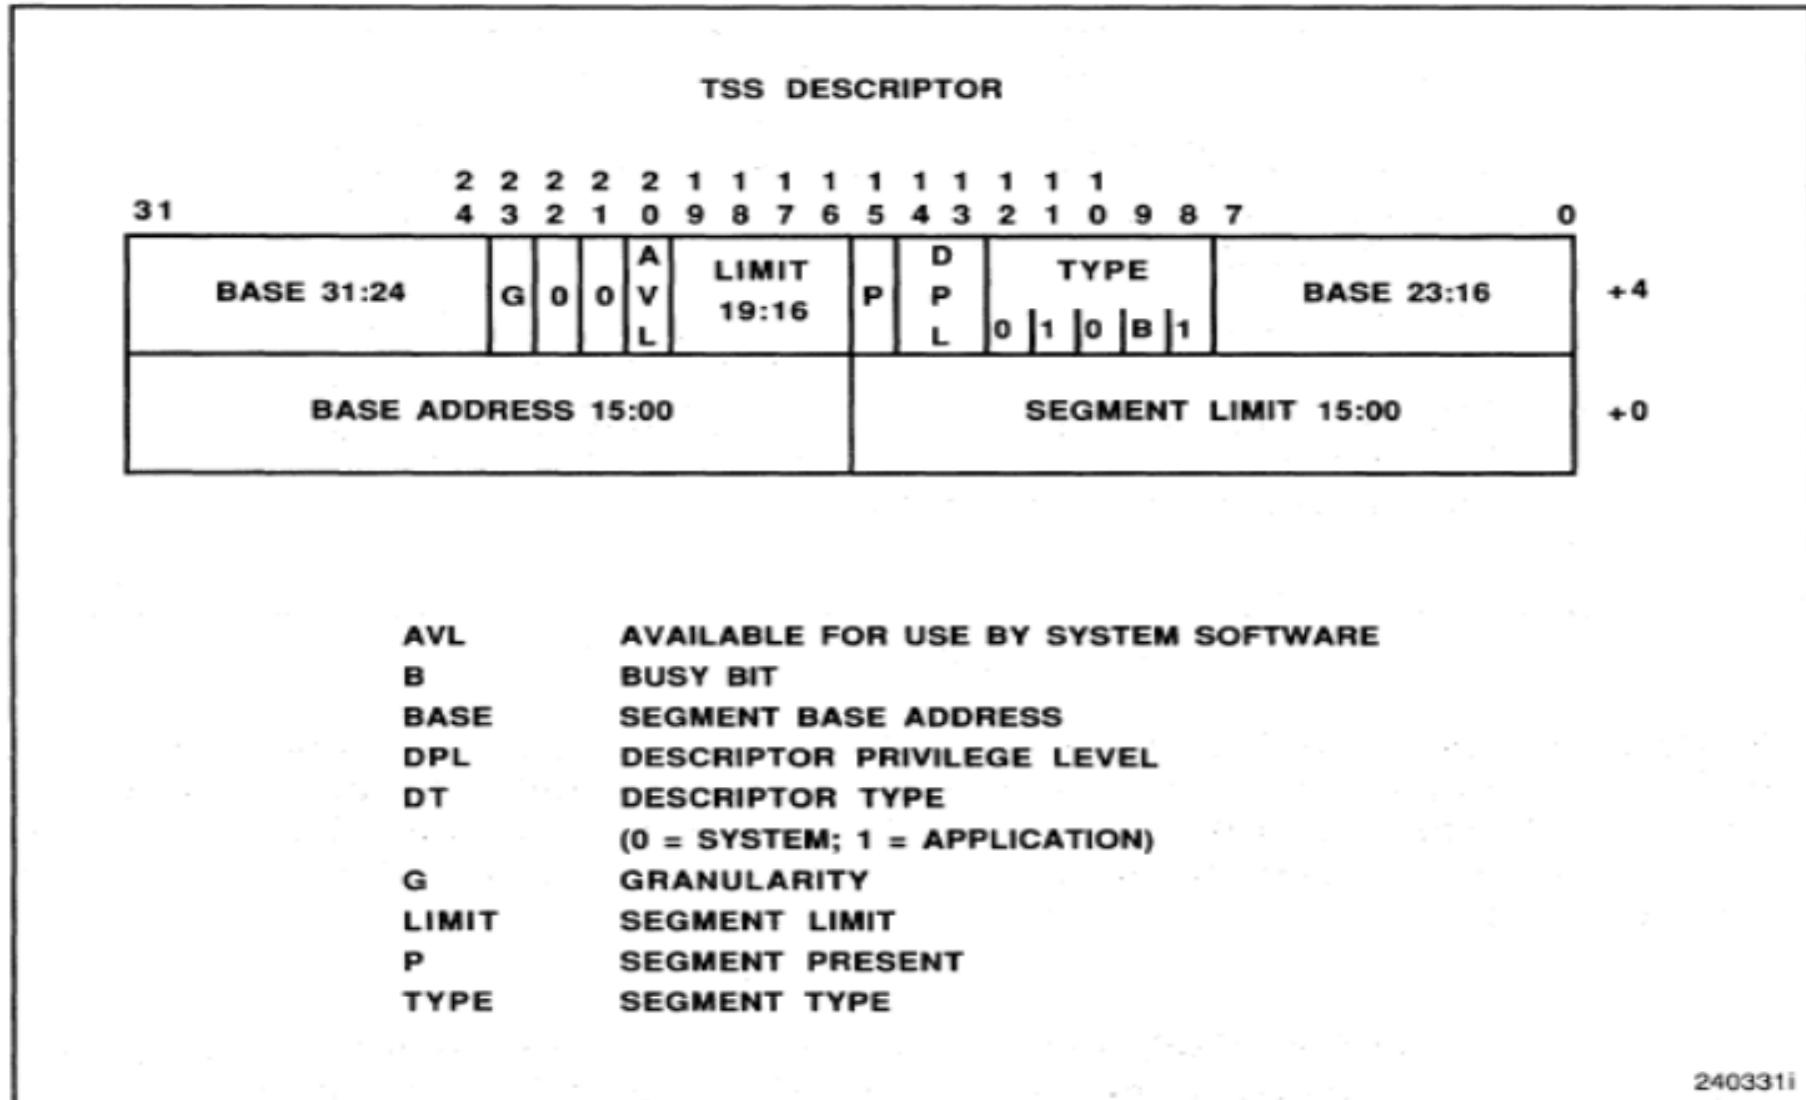 TSS DESCRIPTOR
2 2 2 2 2 1 1 1 1 1 1 1 1 1 1
31 4 3 2 1 0 9 8 7 6 5 4 3 2 1 0 9 8 7 0
BASE 31:24 G 0 0 AVL LIMIT 19:16 P DPL TYPE 0 1 0 B 1 BASE 23:16 +4
BASE ADDRESS 15:00 SEGMENT LIMIT 15:00 +0
AVL AVAILABLE FOR USE BY SYSTEM SOFTWARE
B BUSY BIT
BASE SEGMENT BASE ADDRESS
DPL DESCRIPTOR PRIVILEGE LEVEL
DT DESCRIPTOR TYPE
(0 = SYSTEM; 1 = APPLICATION)
G GRANULARITY
LIMIT SEGMENT LIMIT
P SEGMENT PRESENT
TYPE SEGMENT TYPE
240331i